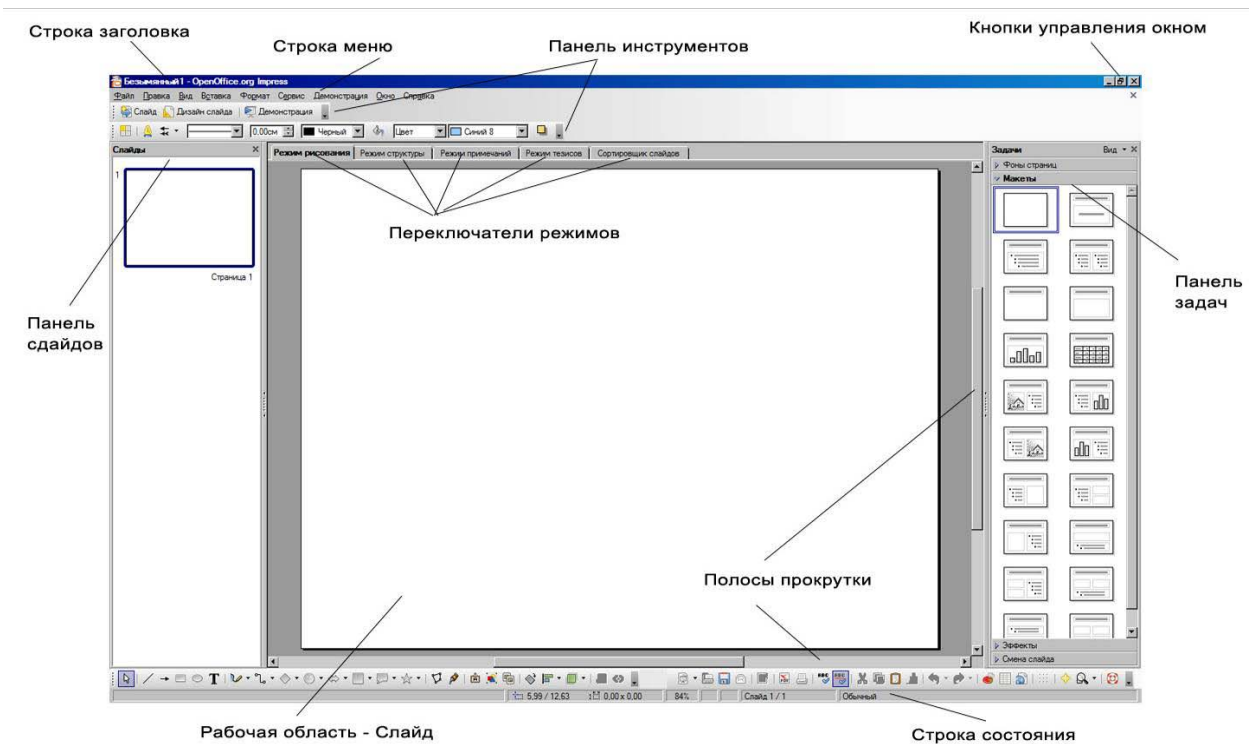 Строка заголовка
Строка меню
Панель инструментов
Кнопки управления окном
Безымянный1 - OpenOffice.org Impress
Файл Правка Вид Вставка Формат Сервис Демонстрация Окно Справка
Слайд Дизайн слайда Демонстрация
0,00см Черный Цвет Синий 8
Слайды
Режим рисования Режим структуры Режим примечаний Режим тезисов Сортировщик слайдов
Задачи Вид
Фоны страниц
Макеты
1
Страница 1
Переключатели режимов
Панель
сдайдов
Панель
задач
Полосы прокрутки
Эффекты
Смена слайда
5,99 / 12,63 0,00 x 0,00 84% Слайд 1 / 1 Обычный
Рабочая область - Слайд
Строка состояния